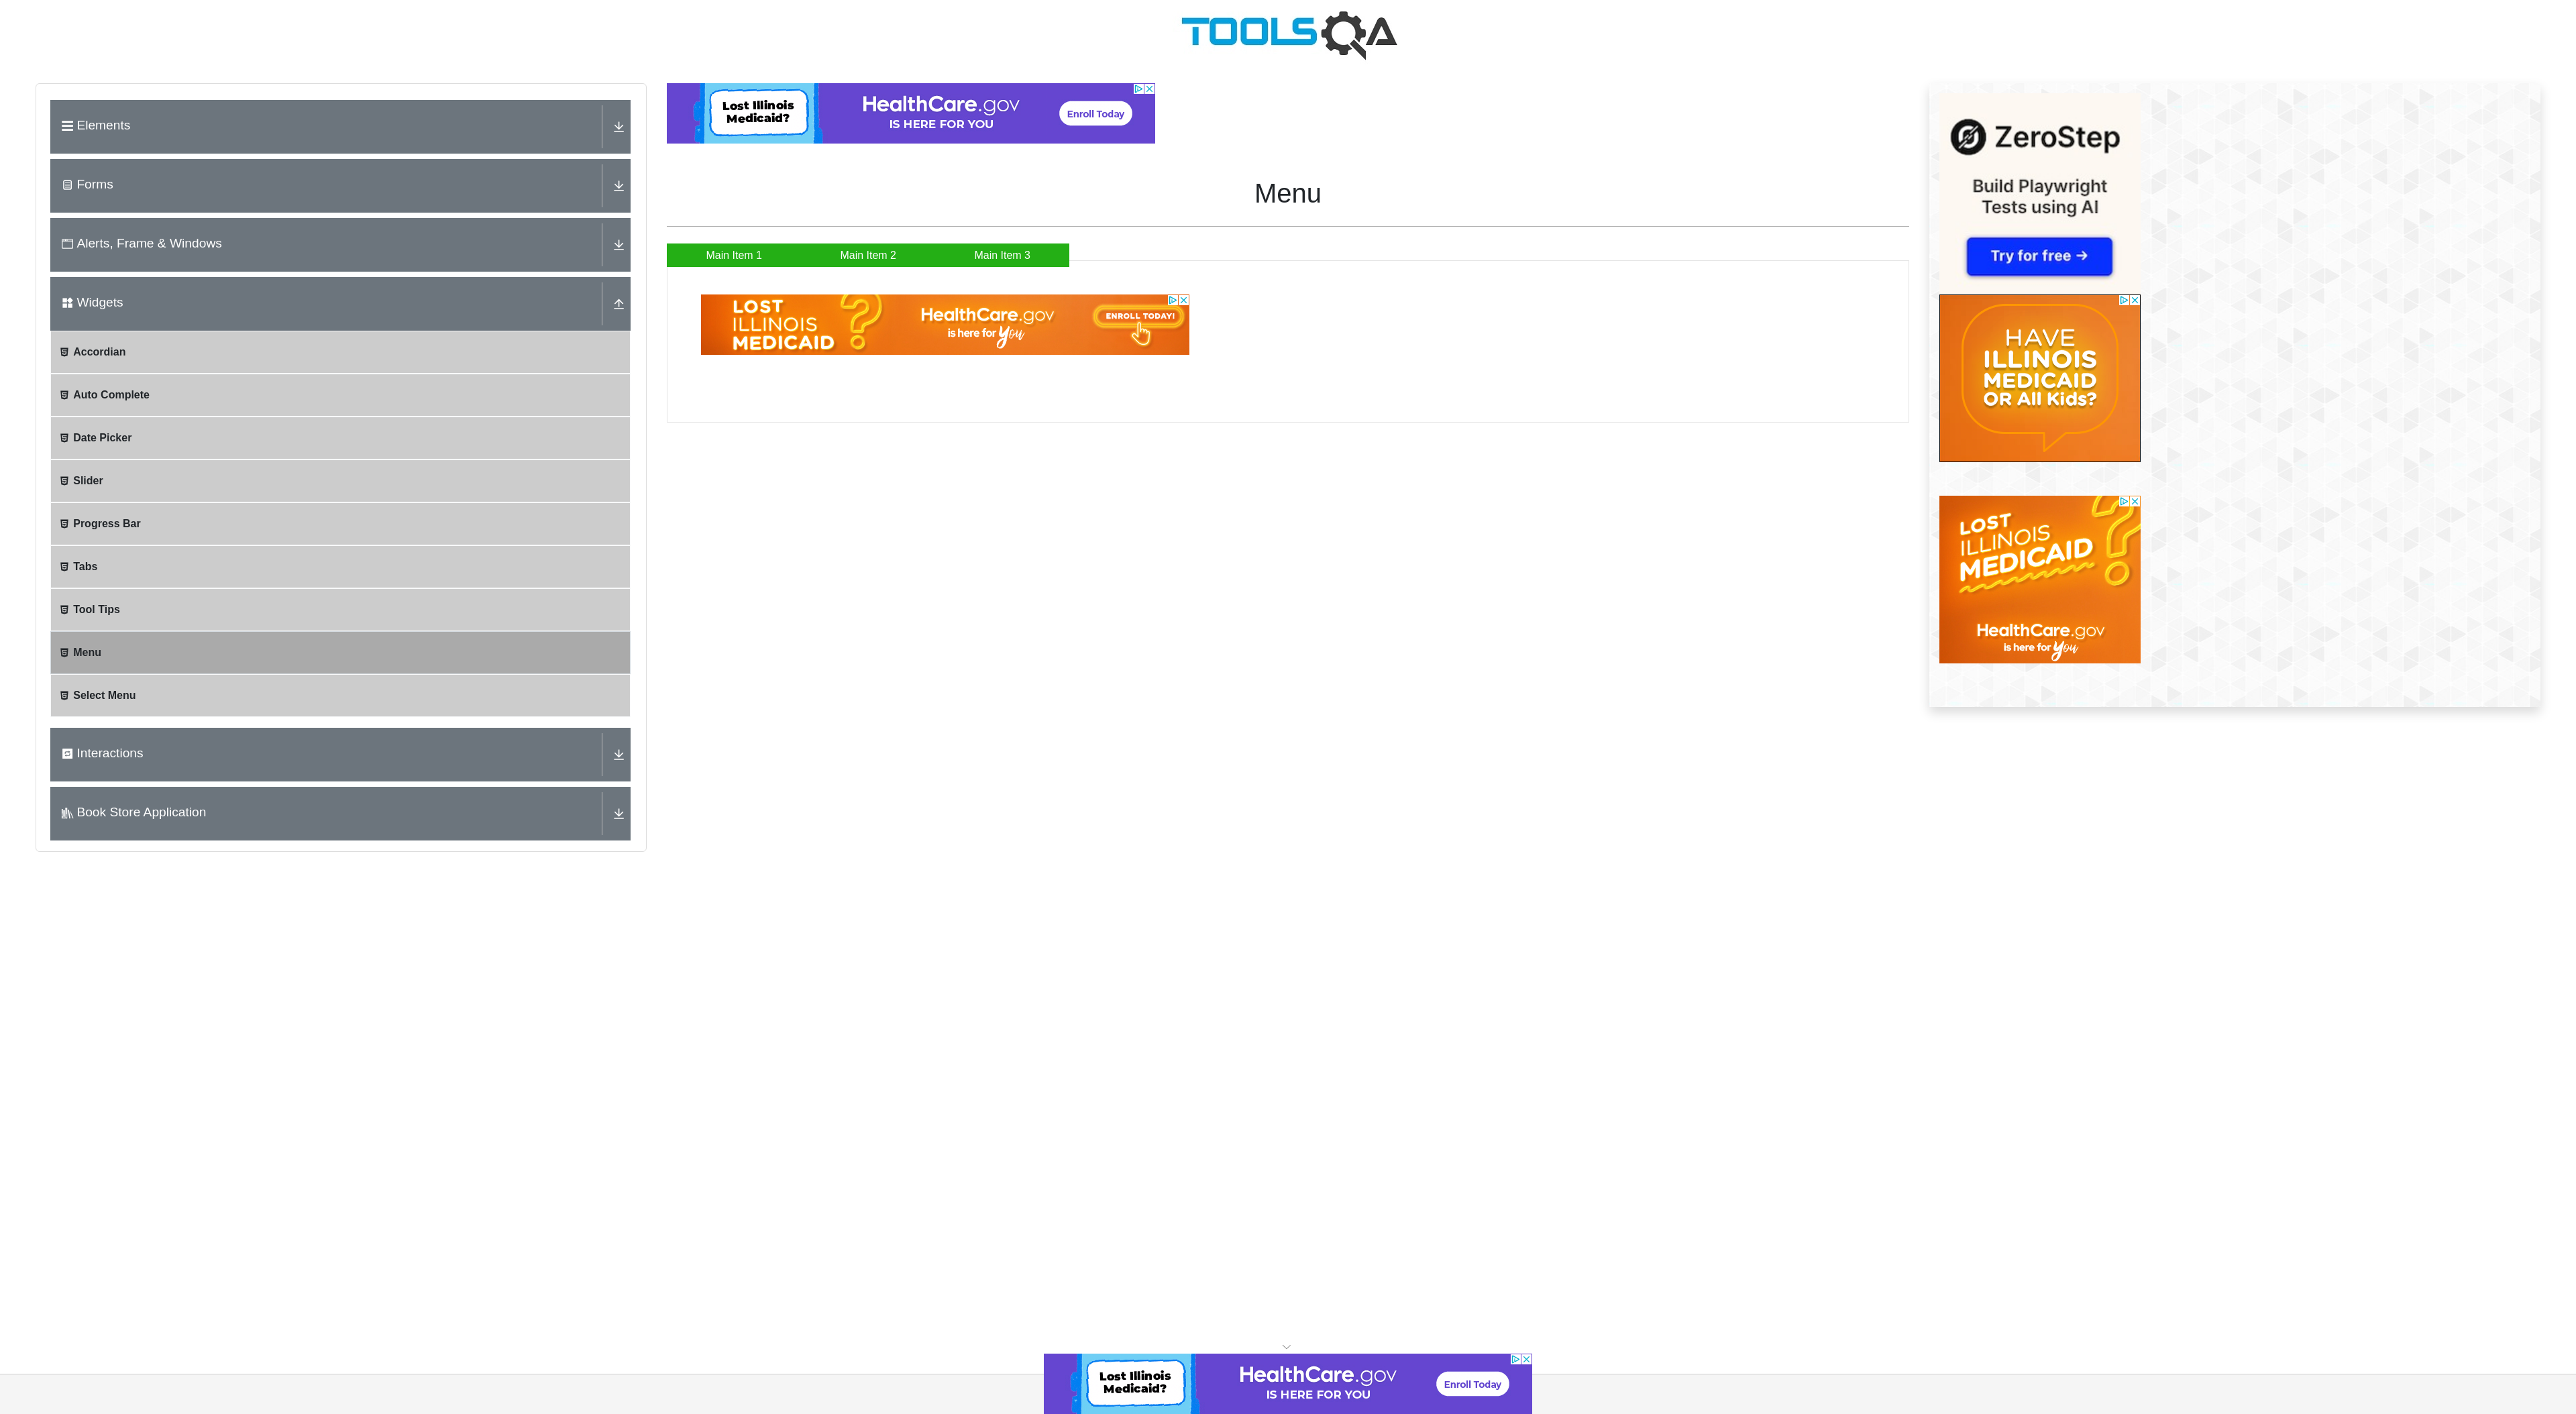 TOOLSQA
Elements
Forms
Alerts, Frame & Windows
Widgets
Accordian
Auto Complete
Date Picker
Slider
Progress Bar
Tabs
Tool Tips
Menu
Select Menu
Interactions
Book Store Application
Lost Illinois
Medicaid?
HealthCare.gov
IS HERE FOR YOU
Enroll Today
Menu
Main Item 1
Main Item 2
Main Item 3
LOST
ILLINOIS
MEDICAID
?
HealthCare.gov
is here for you
ENROLL TODAY!
ZeroStep
Build Playwright
Tests using AI
Try for free →
HAVE
ILLINOIS
MEDICAID
OR All Kids?
LOST
ILLINOIS
MEDICAID
?
HealthCare.gov
is here for you
Lost Illinois
Medicaid?
HealthCare.gov
IS HERE FOR YOU
Enroll Today